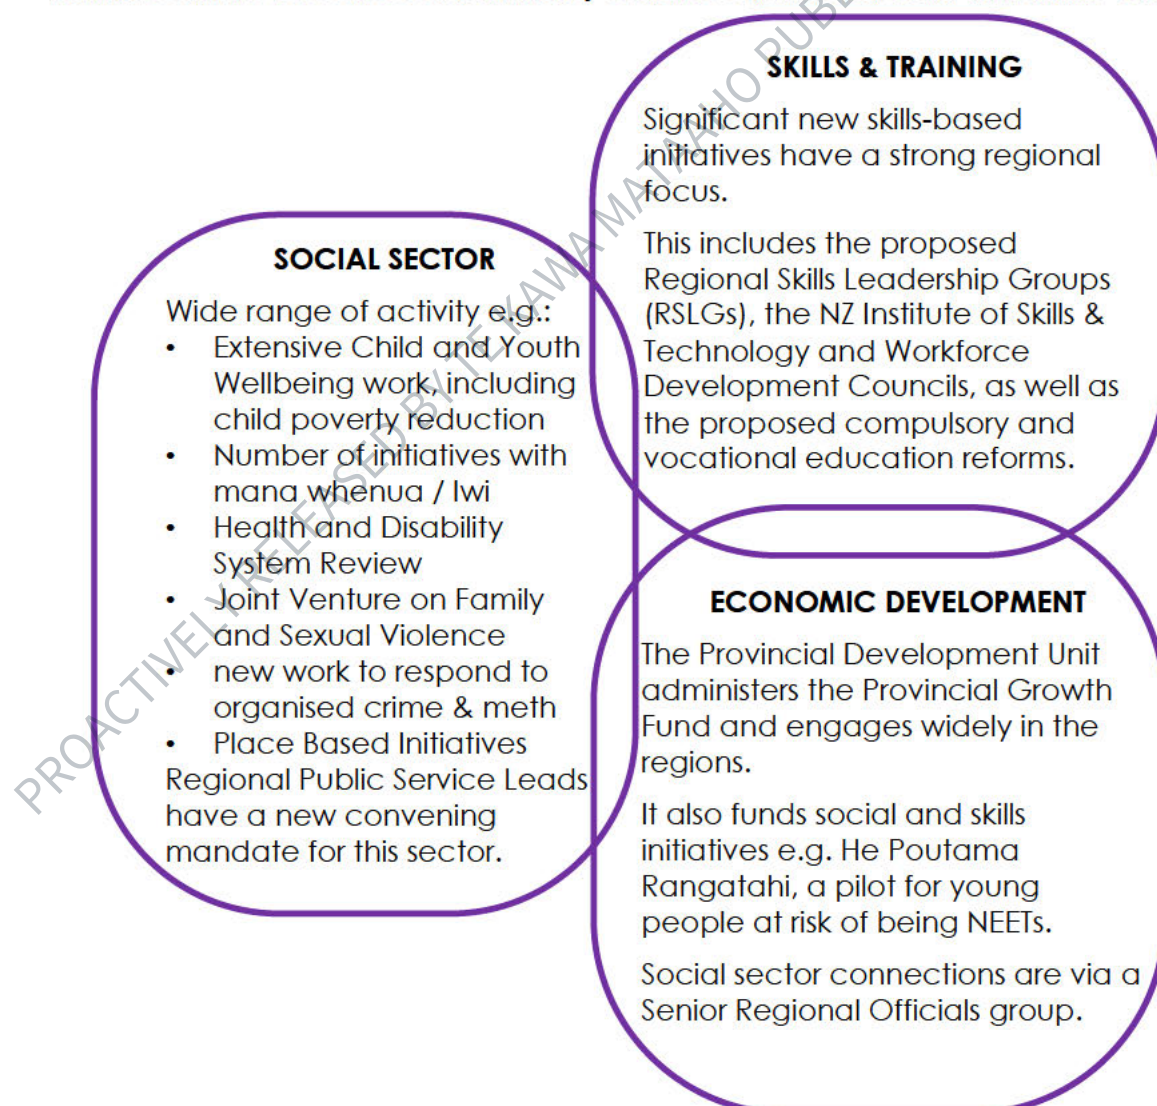 SKILLS & TRAINING
Significant new skills-based
initiatives have a strong regional
focus.
This includes the proposed
Regional Skills Leadership Groups
(RSLGs), the NZ Institute of Skills &
Technology and Workforce
Development Councils, as well as
the proposed compulsory and
vocational education reforms.
SOCIAL SECTOR
Wide range of activity e.g.:
• Extensive Child and Youth
Wellbeing work, including
child poverty reduction
• Number of initiatives with
mana whenua / Iwi
• Health and Disability
System Review
• Joint Venture on Family
and Sexual Violence
• new work to respond to
organised crime & meth
• Place Based Initiatives
Regional Public Service Leads
have a new convening
mandate for this sector.
ECONOMIC DEVELOPMENT
The Provincial Development Unit
administers the Provincial Growth
Fund and engages widely in the
regions.
It also funds social and skills
initiatives e.g. He Poutama
Rangatahi, a pilot for young
people at risk of being NEETs.
Social sector connections are via a
Senior Regional Officials group.
PROACTIVELY RELEASED BY TE KAWA MATAAHO